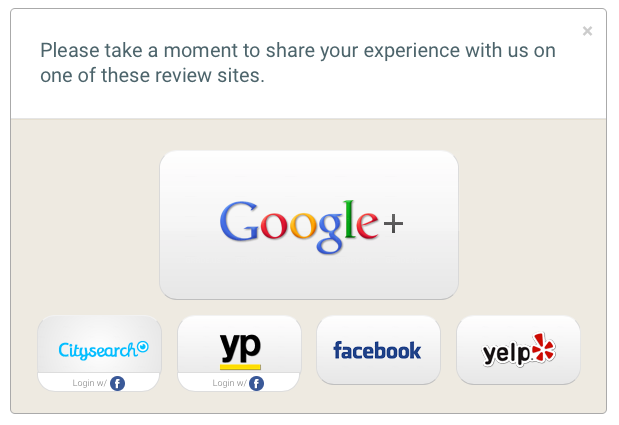 ×
Please take a moment to share your experience with us on
one of these review sites.
Google+
Citysearch
yp
facebook
yelp
Login w/ f
Login w/ f